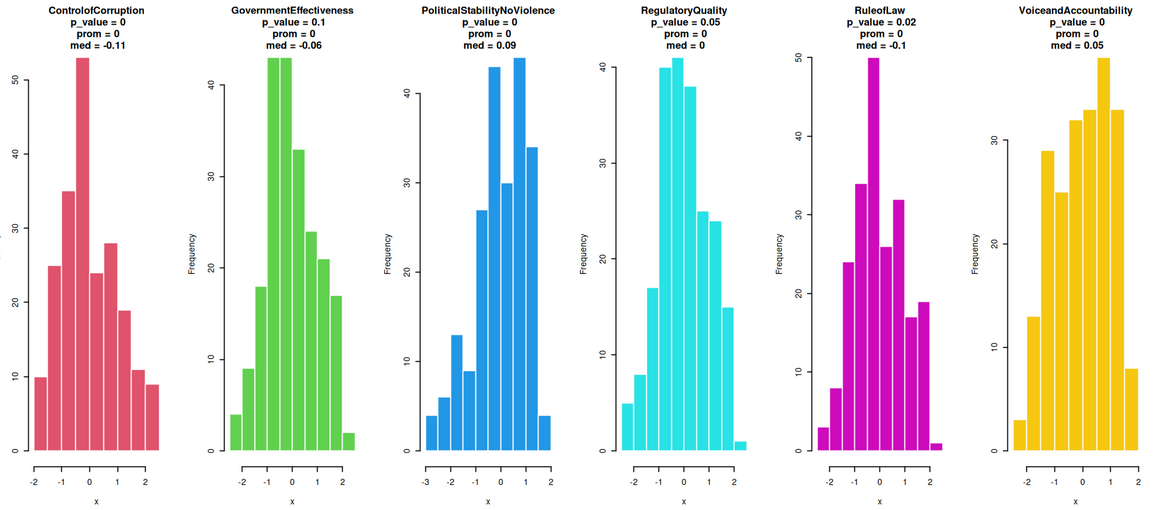 ControlofCorruption
p_value = 0
prom = 0
med = -0.11
50
40
30
20
10
0
-2 -1 0 1 2
x
GovernmentEffectiveness
p_value = 0.1
prom = 0
med = -0.06
Frequency
40
30
20
10
0
-2 -1 0 1 2
x
PoliticalStabilityNoViolence
p_value = 0
prom = 0
med = 0.09
Frequency
40
30
20
10
0
-3 -2 -1 0 1 2
x
RegulatoryQuality
p_value = 0.05
prom = 0
med = 0
Frequency
40
30
20
10
0
-2 -1 0 1 2
x
RuleofLaw
p_value = 0.02
prom = 0
med = -0.1
Frequency
50
40
30
20
10
0
-2 -1 0 1 2
x
VoiceandAccountability
p_value = 0
prom = 0
med = 0.05
Frequency
30
20
10
0
-2 -1 0 1 2
x